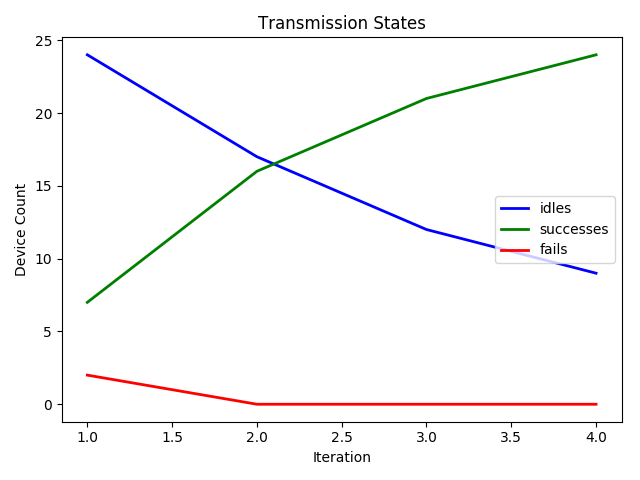 Transmission States
25
20
15
10
5
0
Device Count
idles
successes
fails
1.0 1.5 2.0 2.5 3.0 3.5 4.0
Iteration